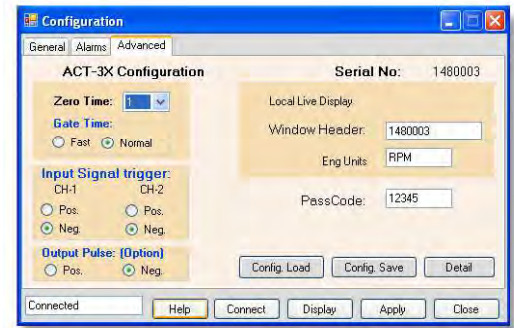 Configuration
General Alarms Advanced
ACT-3X Configuration
Serial No: 1480003
Zero Time: 1
Gate Time:
Fast Normal
Input Signal trigger:
CH-1 CH-2
Pos. Pos.
Neg. Neg.
Output Pulse: (Option)
Pos. Neg.
Local Live Display
Window Header: 1480003
Eng Units RPM
PassCode: 12345
Config. Load Config. Save Detail
Connected Help Connect Display Apply Close